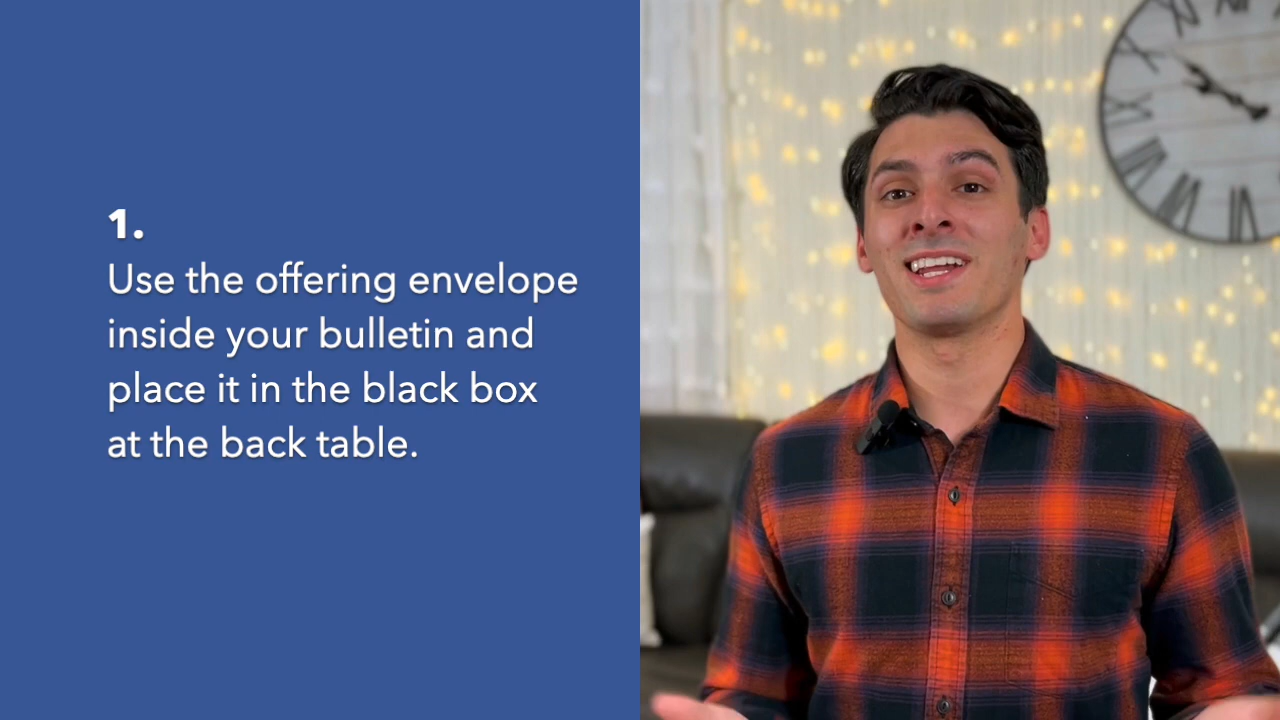 1.
Use the offering envelope
inside your bulletin and
place it in the black box
at the back table.